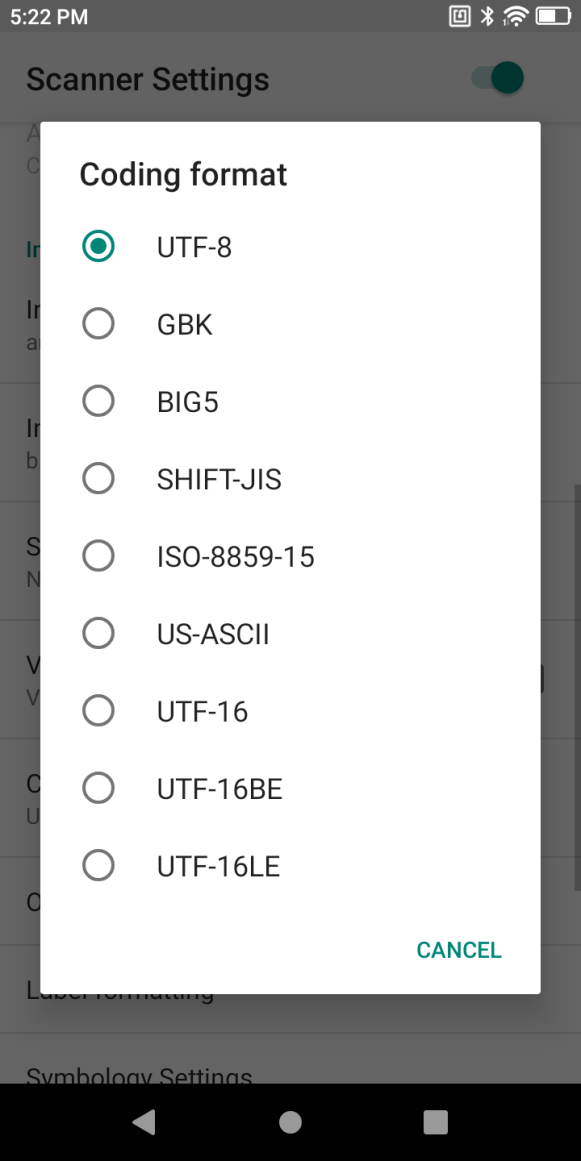 5:22 PM
Scanner Settings
Coding format
UTF-8
GBK
BIG5
SHIFT-JIS
ISO-8859-15
US-ASCII
UTF-16
UTF-16BE
UTF-16LE
CANCEL
Label formatting
Symbology Settings